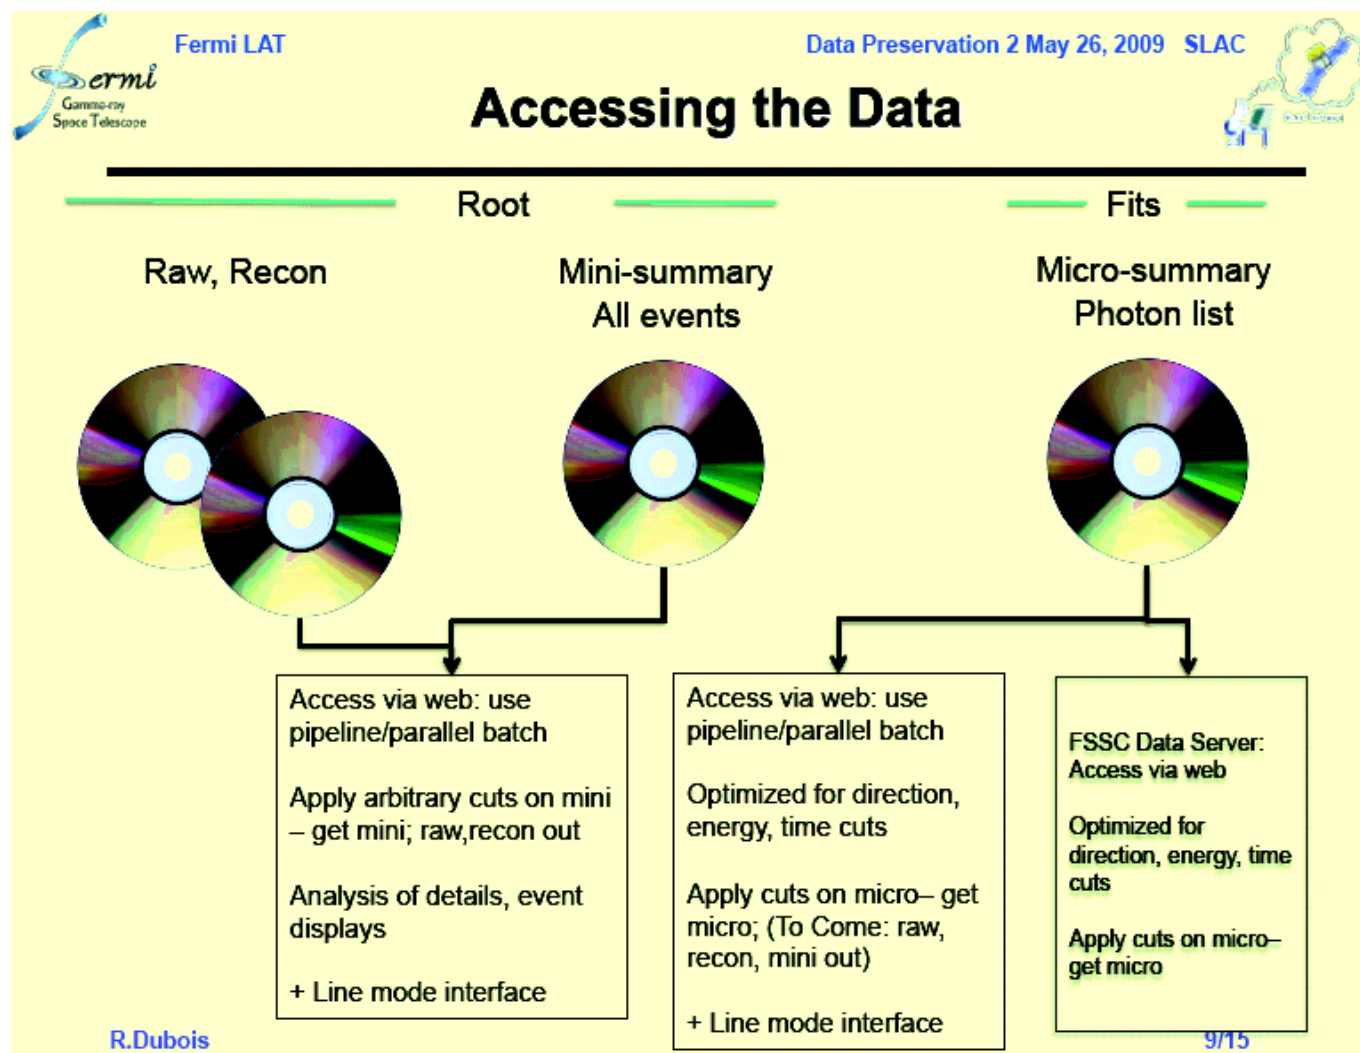 Fermi LAT
Data Preservation 2 May 26, 2009 SLAC
Fermi
Gamma-ray
Space Telescope
Accessing the Data
Root
Fits
Raw, Recon
Mini-summary
All events
Micro-summary
Photon list
Access via web: use
pipeline/parallel batch
Apply arbitrary cuts on mini
– get mini; raw,recon out
Analysis of details, event
displays
+ Line mode interface
Access via web: use
pipeline/parallel batch
Optimized for direction,
energy, time cuts
Apply cuts on micro– get
micro; (To Come: raw,
recon, mini out)
+ Line mode interface
FSSC Data Server:
Access via web
Optimized for
direction, energy, time
cuts
Apply cuts on micro–
get micro
R.Dubois
9/15